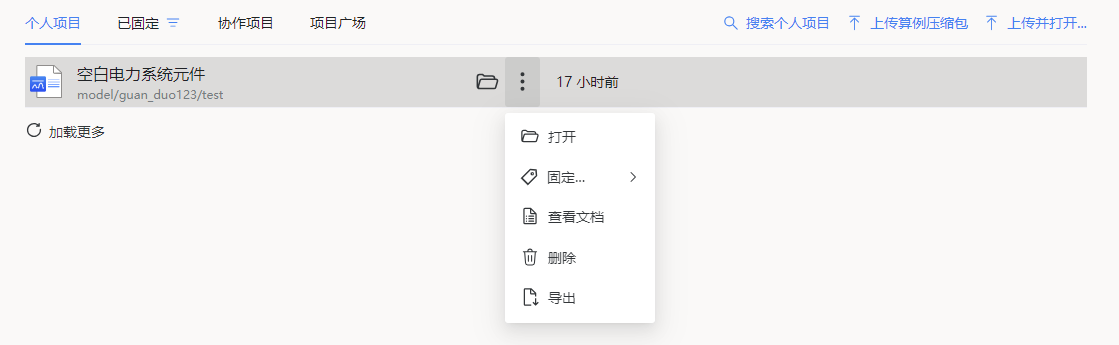 个人项目 已固定 协作项目 项目广场 搜索个人项目 上传算例压缩包 上传并打开...
空白电力系统元件
model/guan_duo123/test
17 小时前
加载更多
打开
固定...
查看文档
删除
导出